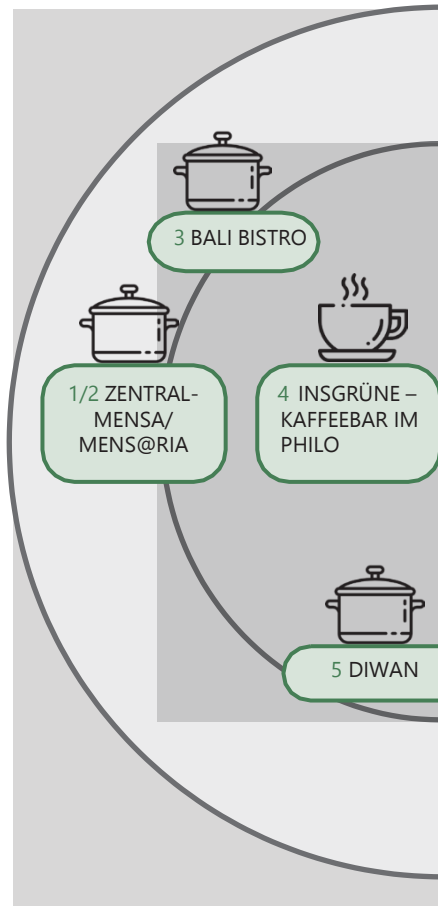 3 BALI BISTRO
1/2 ZENTRAL-
MENSA/
MENS@RIA
4 INSGRÜNE –
KAFFEEBAR IM
PHILO
5 DIWAN